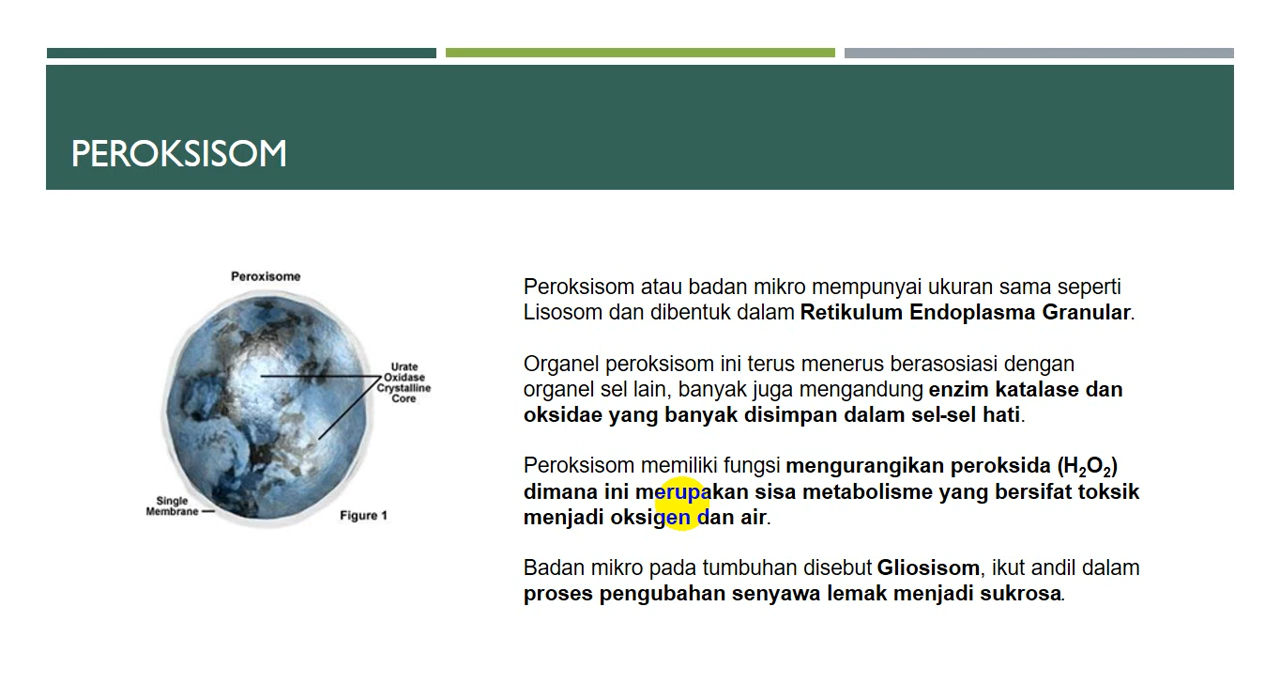 PEROKSISOM
Peroxisome
Urate
Oxidase
Crystalline
Core
Single
Membrane
Figure 1
Peroksisom atau badan mikro mempunyai ukuran sama seperti
Lisosom dan dibentuk dalam Retikulum Endoplasma Granular.
Organel peroksisom ini terus menerus berasosiasi dengan
organel sel lain, banyak juga mengandung enzim katalase dan
oksidae yang banyak disimpan dalam sel-sel hati.
Peroksisom memiliki fungsi mengurangikan peroksida (H₂O₂)
dimana ini merupakan sisa metabolisme yang bersifat toksik
menjadi oksigen dan air.
Badan mikro pada tumbuhan disebut Gliosisom, ikut andil dalam
proses pengubahan senyawa lemak menjadi sukrosa.